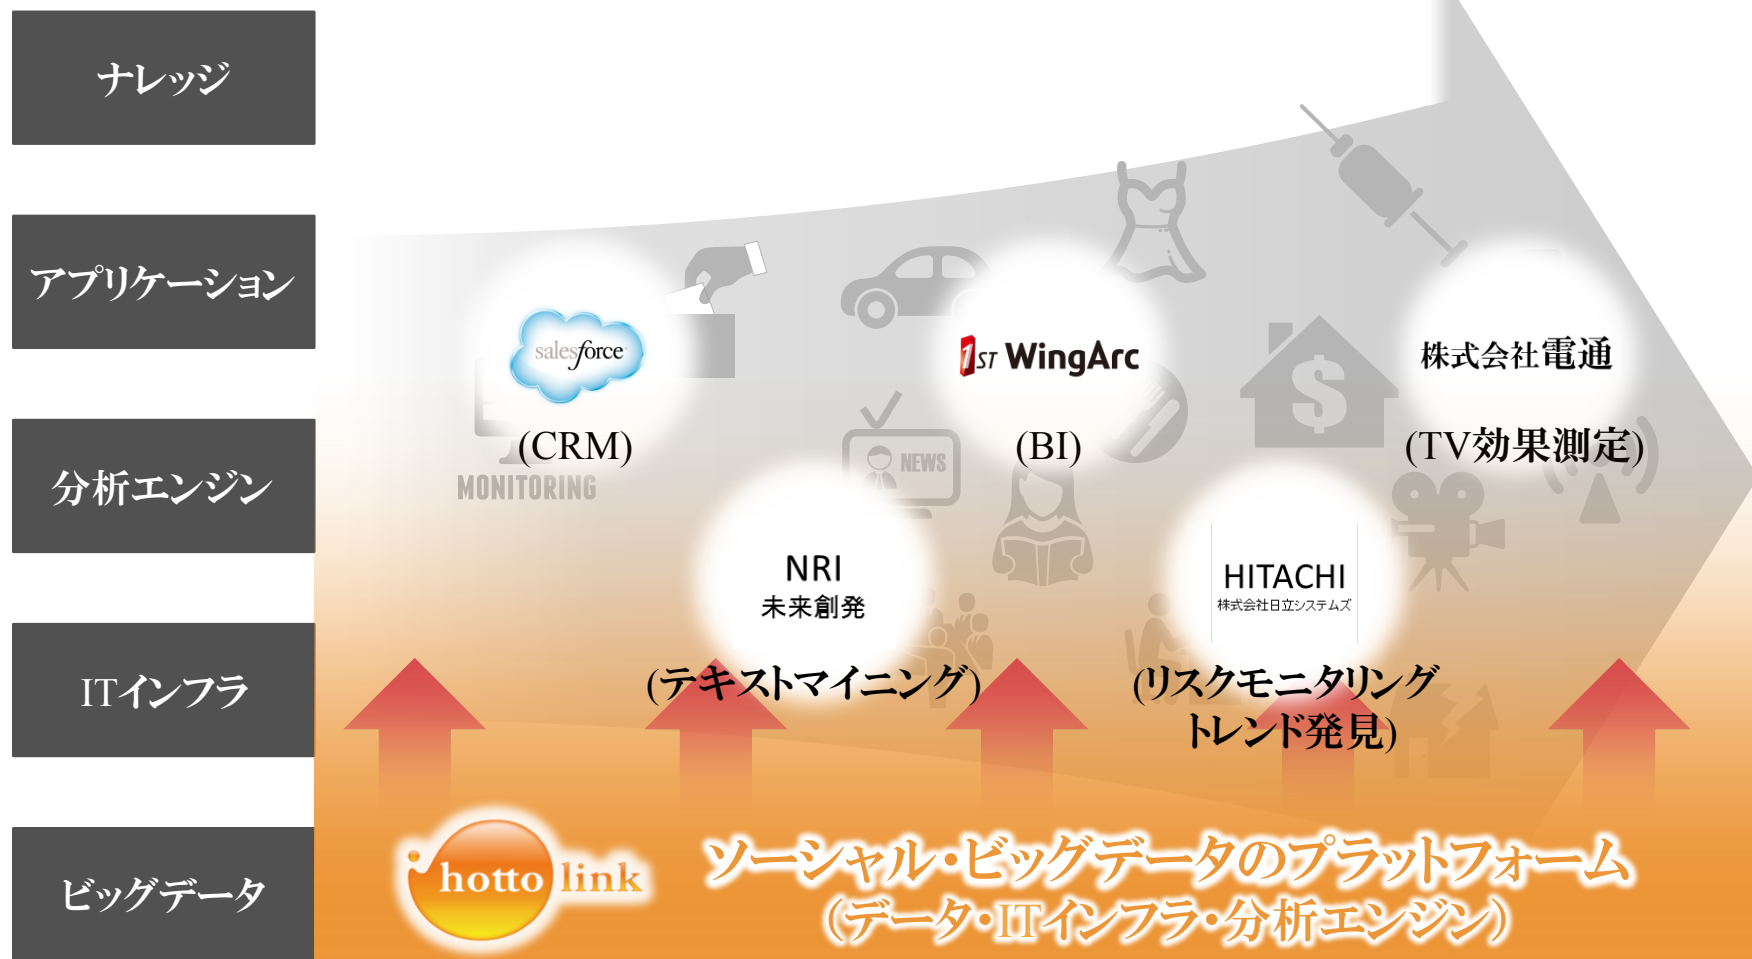 ナレッジ
アプリケーション
分析エンジン
ITインフラ
ビッグデータ
salesforce
(CRM)
MONITORING
1ST WingArc
(BI)
株式会社電通
(TV効果測定)
NEWS
$
NRI
未来創発
(テキストマイニング)
HITACHI
株式会社日立システムズ
(リスクモニタリング
トレンド発見)
hotto link
ソーシャル・ビッグデータのプラットフォーム
（データ・ITインフラ・分析エンジン）